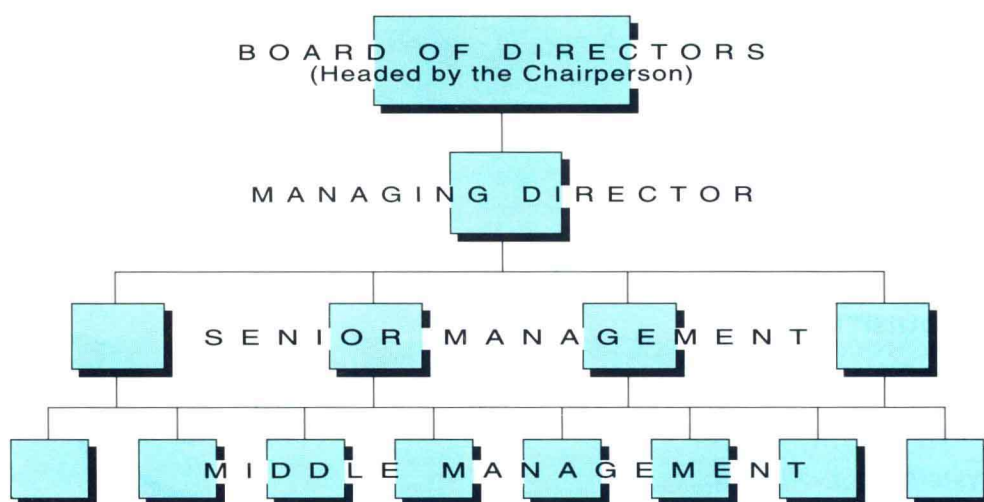 BOARD OF DIRECTORS
(Headed by the Chairperson)
MANAGING DIRECTOR
SENIOR MANAGEMENT
MIDDLE MANAGEMENT